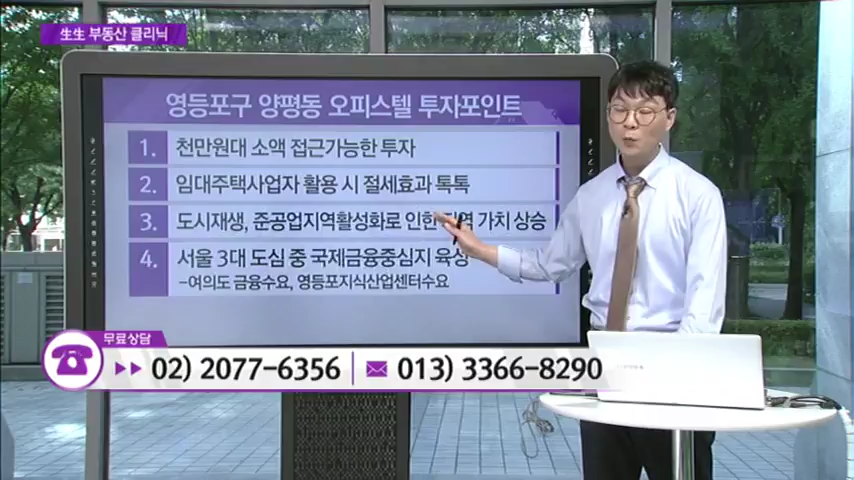 生生 부동산 클리닉
영등포구 양평동 오피스텔 투자포인트
1. 천만원대 소액 접근가능한 투자
2. 임대주택사업자 활용 시 절세효과 톡톡
3. 도시재생, 준공업지역활성화로 인한 지역 가치 상승
4. 서울 3대 도심 중 국제금융중심지 육성
-여의도 금융수요, 영등포지식산업센터수요
무료상담
02) 2077-6356
013) 3366-8290